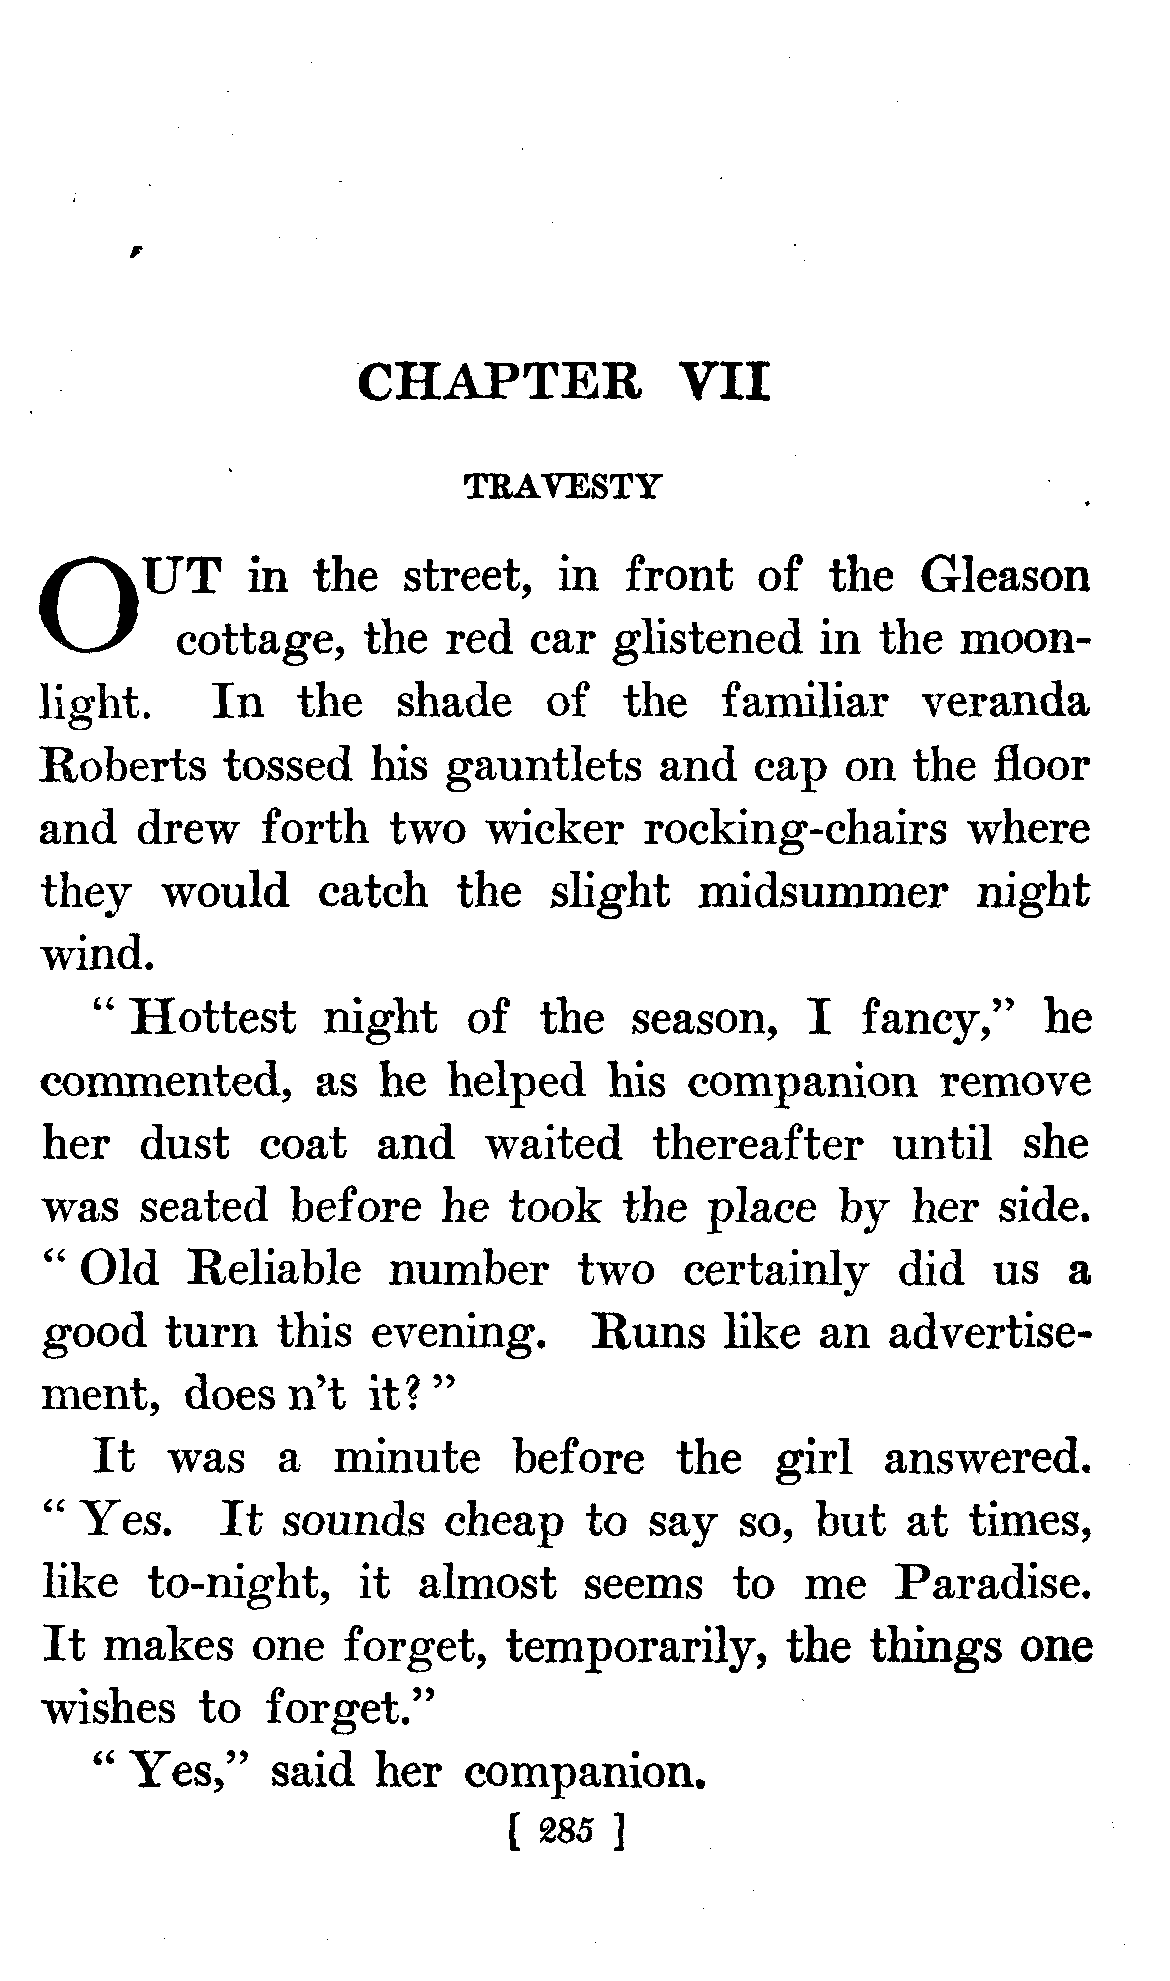 CHAPTER VII
TRAVESTY
OUT in the street, in front of the Gleason
cottage, the red car glistened in the moon-
light. In the shade of the familiar veranda
Roberts tossed his gauntlets and cap on the floor
and drew forth two wicker rocking-chairs where
they would catch the slight midsummer night
wind.
“ Hottest night of the season, I fancy,” he
commented, as he helped his companion remove
her dust coat and waited thereafter until she
was seated before he took the place by her side.
“ Old Reliable number two certainly did us a
good turn this evening. Runs like an advertise-
ment, does n’t it? ”
It was a minute before the girl answered.
“ Yes. It sounds cheap to say so, but at times,
like to-night, it almost seems to me Paradise.
It makes one forget, temporarily, the things one
wishes to forget.”
“ Yes,” said her companion.
[ 285 ]